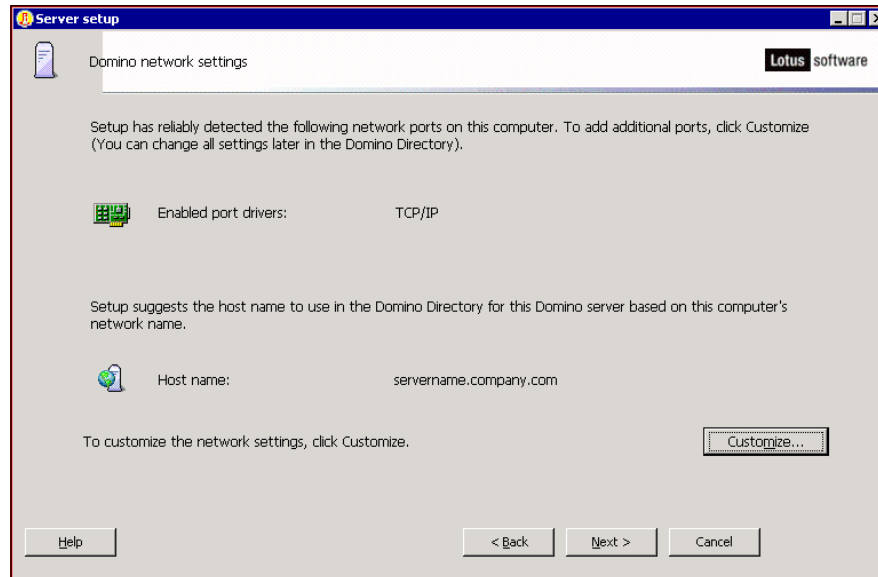 Server setup
Domino network settings
Lotus software
Setup has reliably detected the following network ports on this computer. To add additional ports, click Customize
(You can change all settings later in the Domino Directory).
Enabled port drivers: TCP/IP
Setup suggests the host name to use in the Domino Directory for this Domino server based on this computer's
network name.
Host name: servername.company.com
To customize the network settings, click Customize.
Customize...
Help
< Back
Next >
Cancel